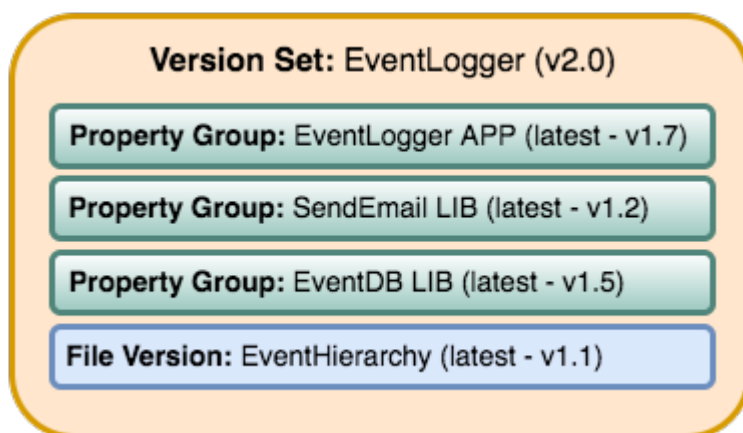 Version Set: EventLogger (v2.0)
Property Group: EventLogger APP (latest - v1.7)
Property Group: SendEmail LIB (latest - v1.2)
Property Group: EventDB LIB (latest - v1.5)
File Version: EventHierarchy (latest - v1.1)